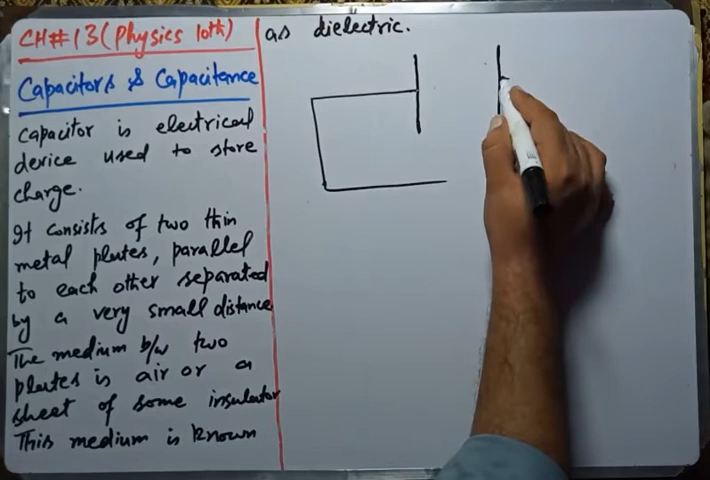 CH#13(Physics 10th)
Capacitors & Capacitance
Capacitor is electrical
device used to store
charge.
It consists of two thin
metal plates, parallel
to each other separated
by a very small distance
The medium b/w two
plates is air or a
sheet of some insulator
This medium is known
as dielectric.